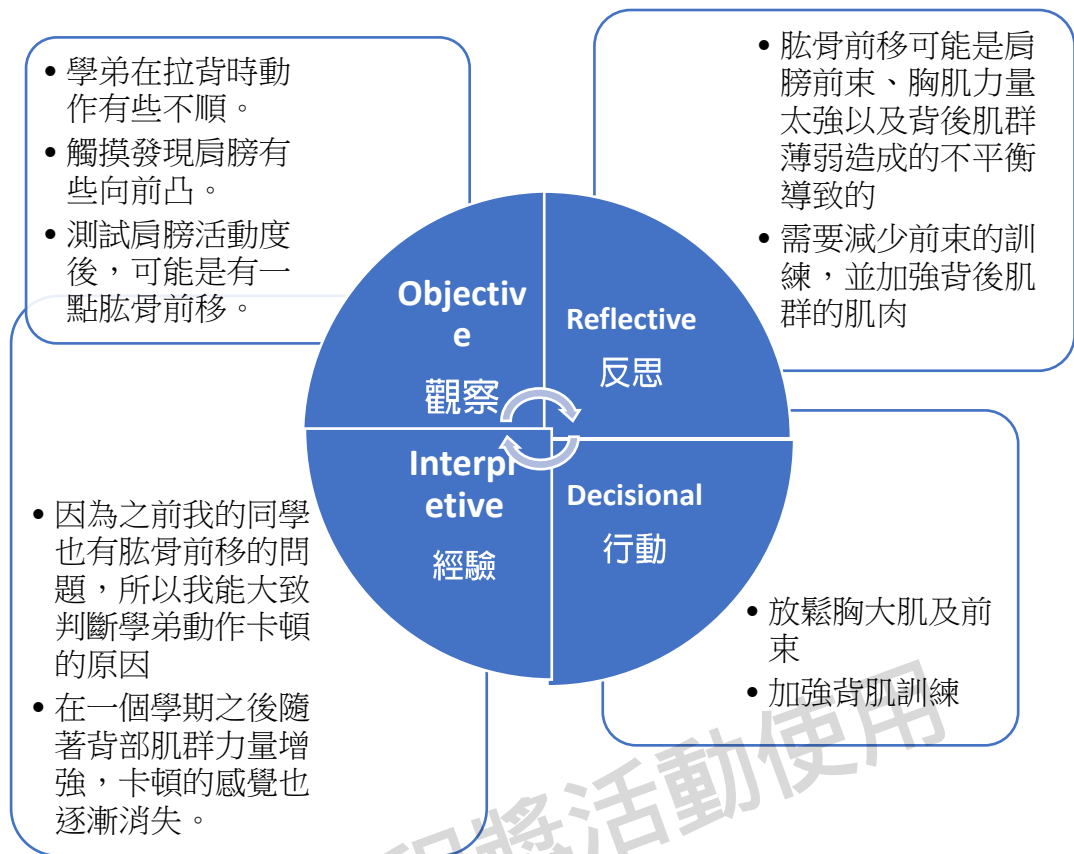 • 學弟在拉背時動
作有些不順。
• 觸摸發現肩膀有
些向前凸。
• 測試肩膀活動度
後，可能是有一
點肱骨前移。
• 肱骨前移可能是肩
膀前束、胸肌力量
太強以及背後肌群
薄弱造成的不平衡
導致的
• 需要減少前束的訓
練，並加強背後肌
群的肌肉
Objectiv
e
觀察
Reflective
反思
Interpr
etive
經驗
Decisional
行動
• 因為之前我的同學
也有肱骨前移的問
題，所以我能大致
判斷學弟動作卡頓
的原因
• 在一個學期之後隨
著背部肌群力量增
強，卡頓的感覺也
逐漸消失。
• 放鬆胸大肌及前
束
• 加強背肌訓練
獎活動使用